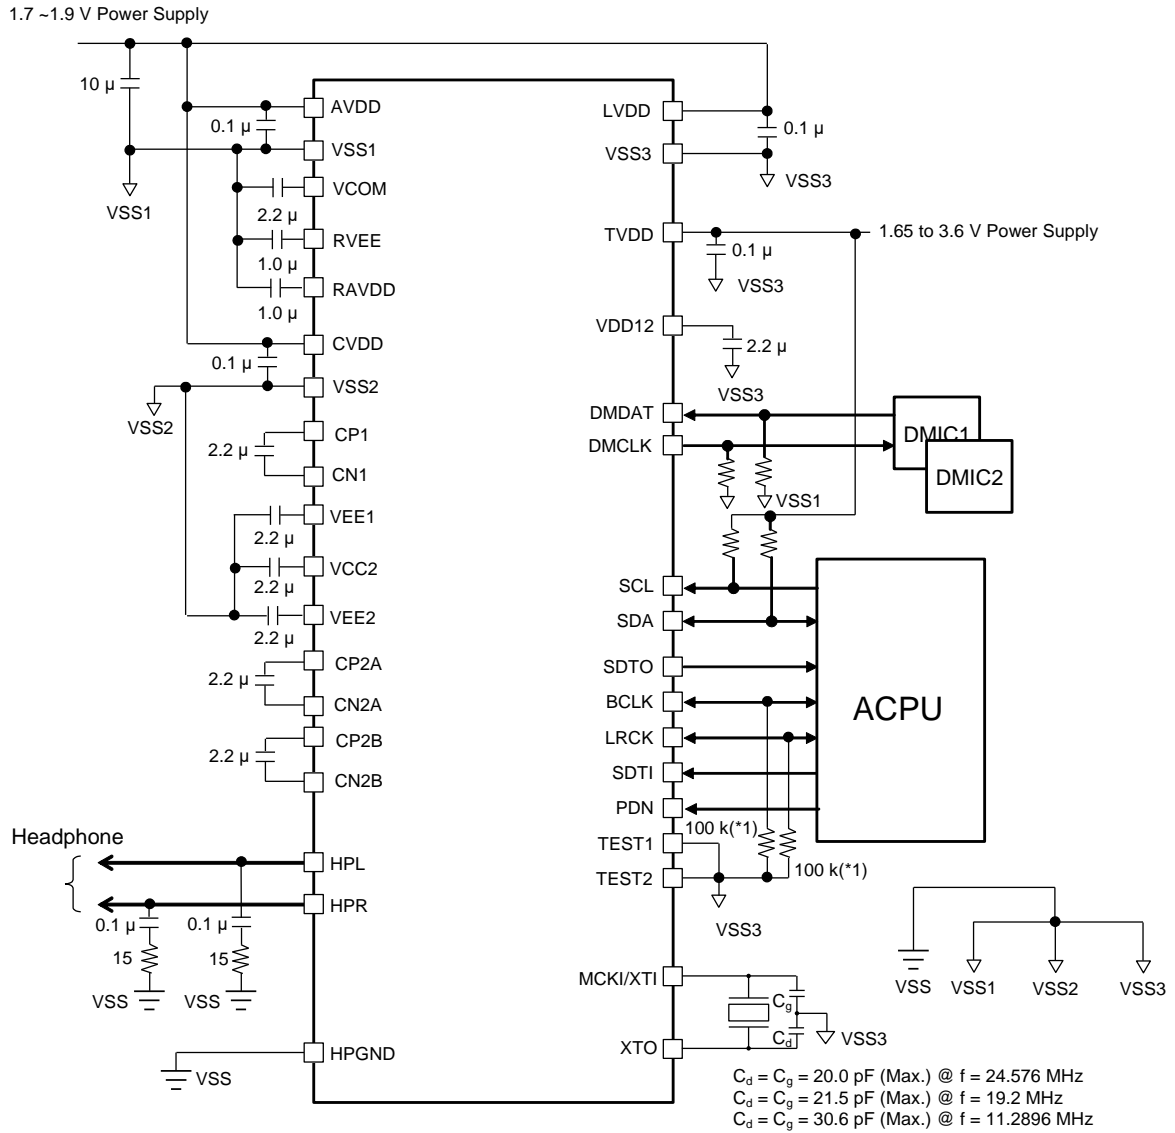 1.7 ~1.9 V Power Supply
10 µ
AVDD
0.1 µ
VSS1
VSS1
VCOM
2.2 µ
RVEE
1.0 µ
RAVDD
1.0 µ
CVDD
0.1 µ
VSS2
VSS2
CP1
2.2 µ
CN1
VEE1
2.2 µ
VCC2
2.2 µ
VEE2
2.2 µ
CP2A
2.2 µ
CN2A
CP2B
2.2 µ
CN2B
Headphone
HPL
HPR
0.1 µ
0.1 µ
15
15
VSS
VSS
HPGND
VSS
LVDD
0.1 µ
VSS3
VSS3
TVDD
1.65 to 3.6 V Power Supply
0.1 µ
VSS3
VDD12
2.2 µ
VSS3
DMDAT
DMCLK
DMIC1
DMIC2
VSS1
SCL
SDA
SDTO
BCLK
LRCK
SDTI
PDN
ACPU
100 k(*1)
TEST1
100 k(*1)
TEST2
VSS3
MCKI/XTI
Cg
Cd
VSS3
XTO
VSS
VSS1
VSS2
VSS3
Cd = Cg = 20.0 pF (Max.) @ f = 24.576 MHz
Cd = Cg = 21.5 pF (Max.) @ f = 19.2 MHz
Cd = Cg = 30.6 pF (Max.) @ f = 11.2896 MHz